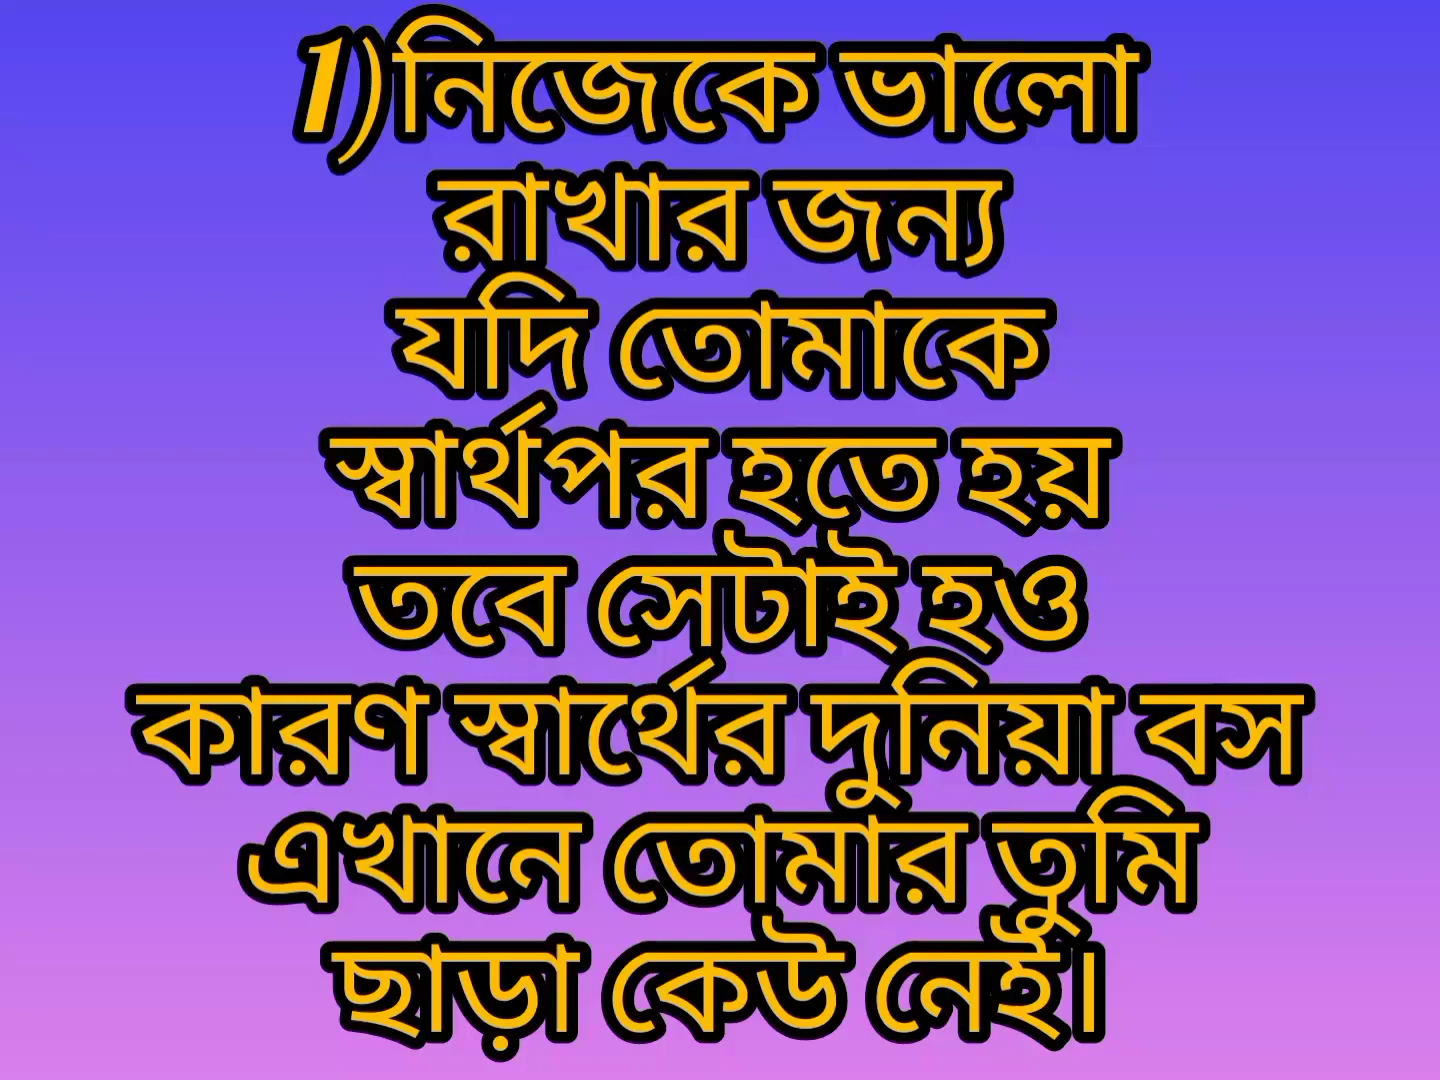 1)নিজেকে ভালো
রাখার জন্য
যদি তোমাকে
স্বার্থপর হতে হয়
তবে সেটাই হও
কারণ স্বার্থের দুনিয়া বস
এখানে তোমার তুমি
ছাড়া কেউ নেই।